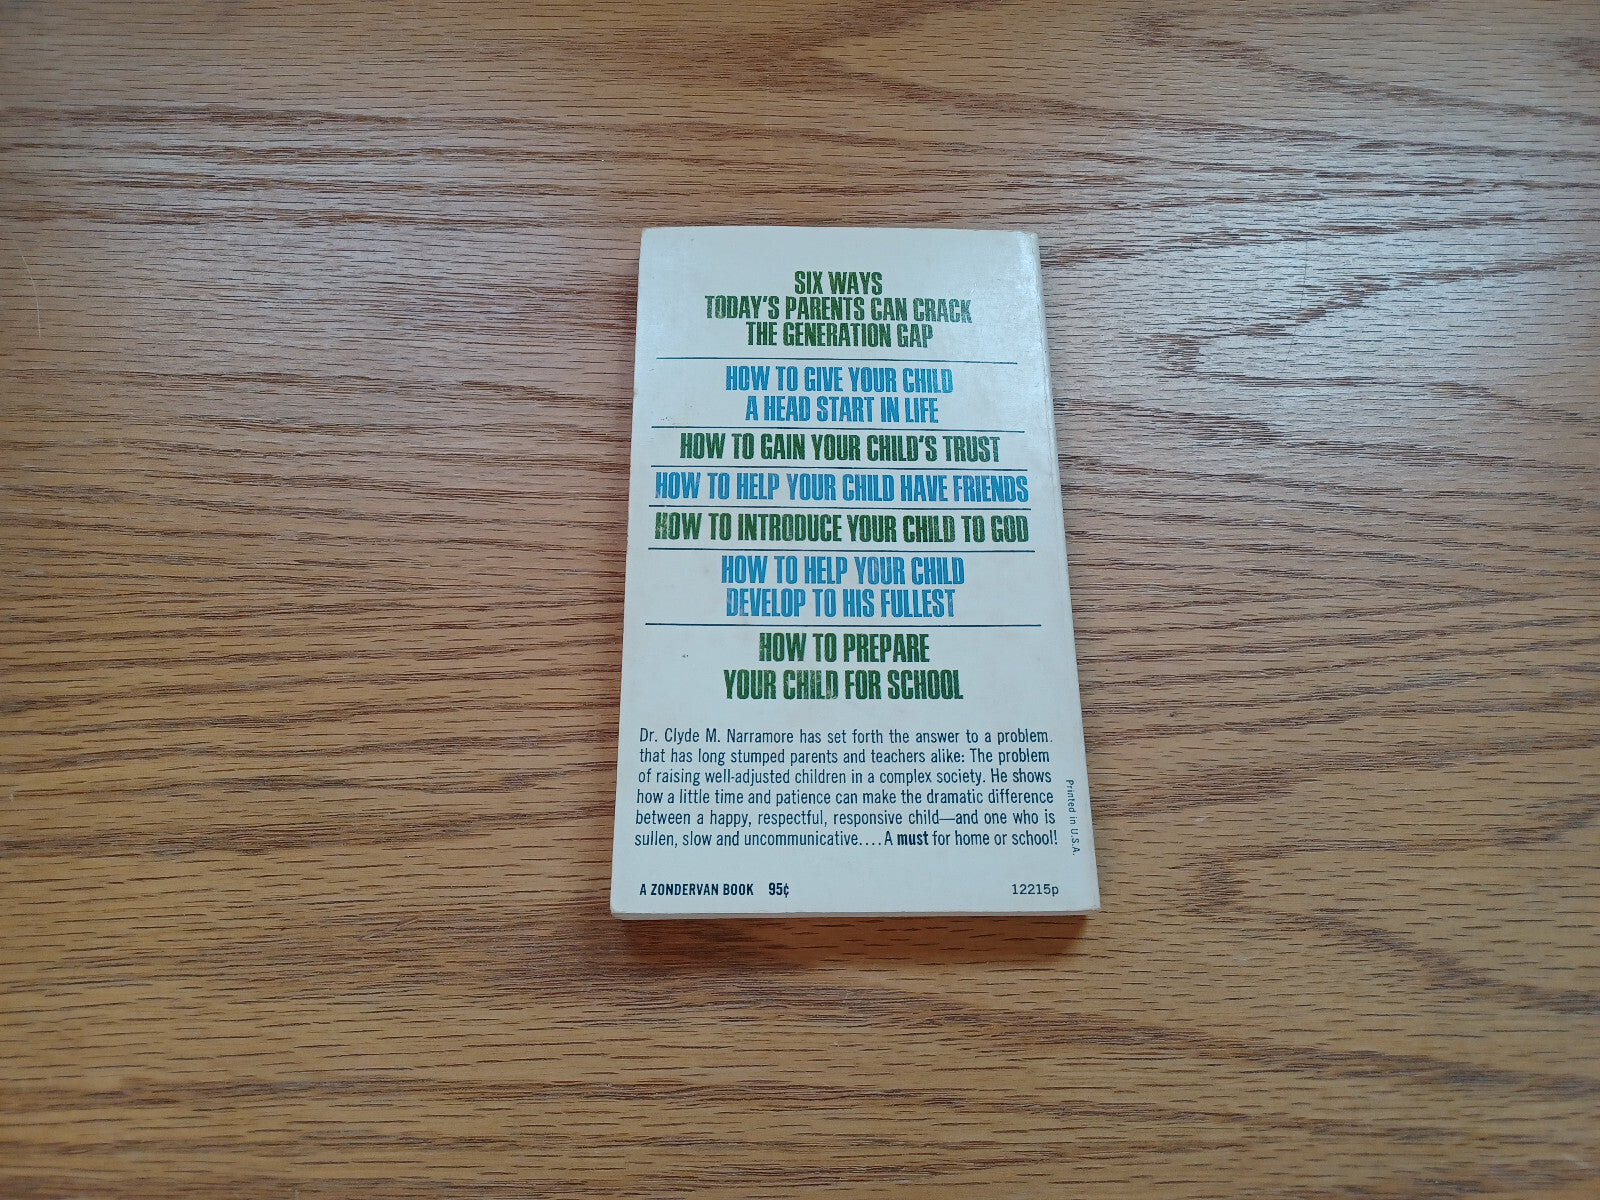 SIX WAYS
TODAY'S PARENTS CAN CRACK
THE GENERATION GAP
HOW TO GIVE YOUR CHILD
A HEAD START IN LIFE
HOW TO GAIN YOUR CHILD'S TRUST
HOW TO HELP YOUR CHILD HAVE FRIENDS
HOW TO INTRODUCE YOUR CHILD TO GOD
HOW TO HELP YOUR CHILD
DEVELOP TO HIS FULLEST
HOW TO PREPARE
YOUR CHILD FOR SCHOOL
Dr. Clyde M. Narramore has set forth the answer to a problem
that has long stumped parents and teachers alike: The problem
of raising well-adjusted children in a complex society. He shows
how a little time and patience can make the dramatic difference
between a happy, respectful, responsive child—and one who is
sullen, slow and uncommunicative....A must for home or school!
Printed in U.S.A.
A ZONDERVAN BOOK 95¢
12215p